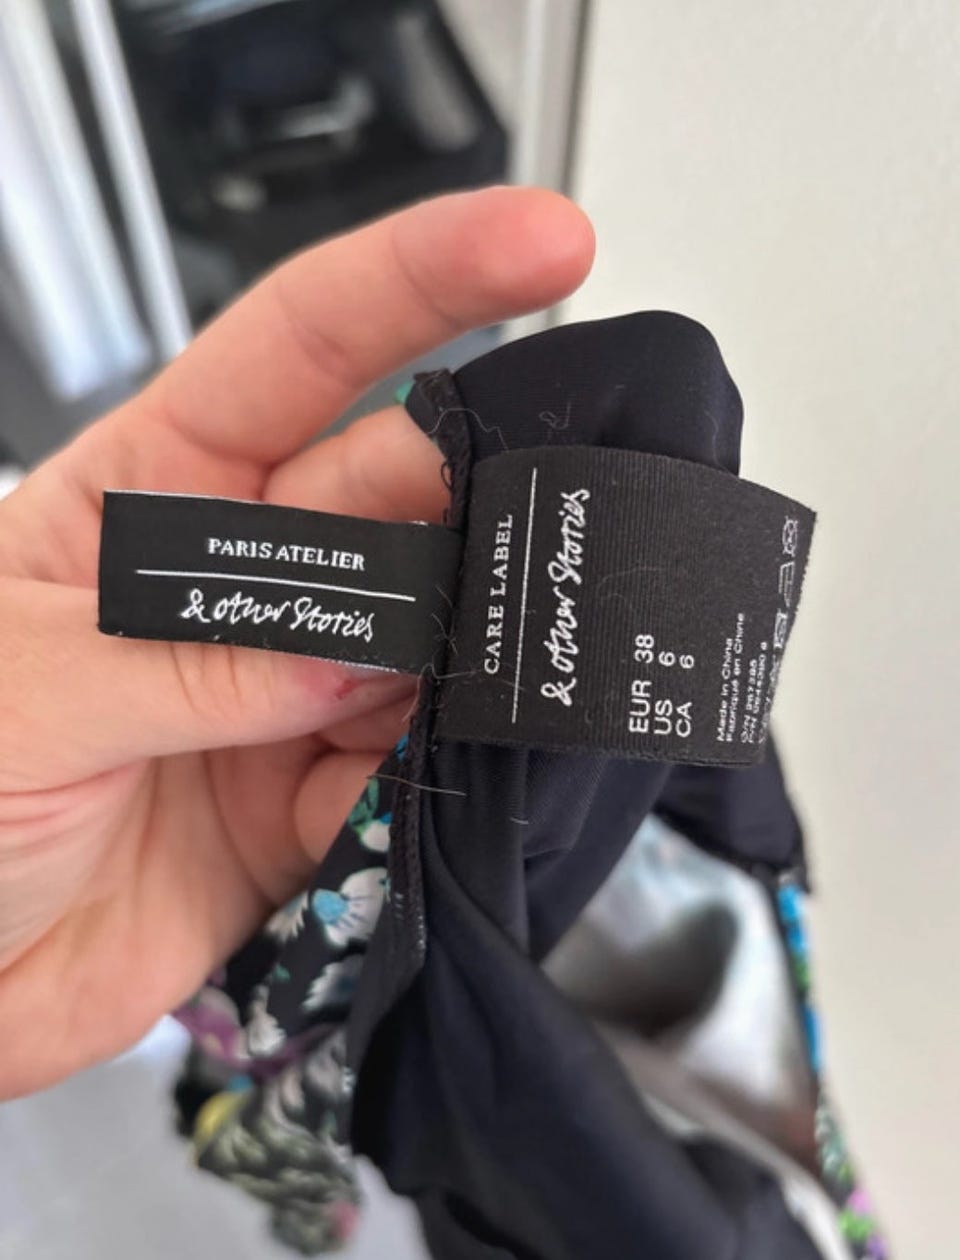 PARIS ATELIER
& other Stories
CARE LABEL
& other Stories
EUR 38
US 6
CA 6
Made in China
Fabriqué en Chine